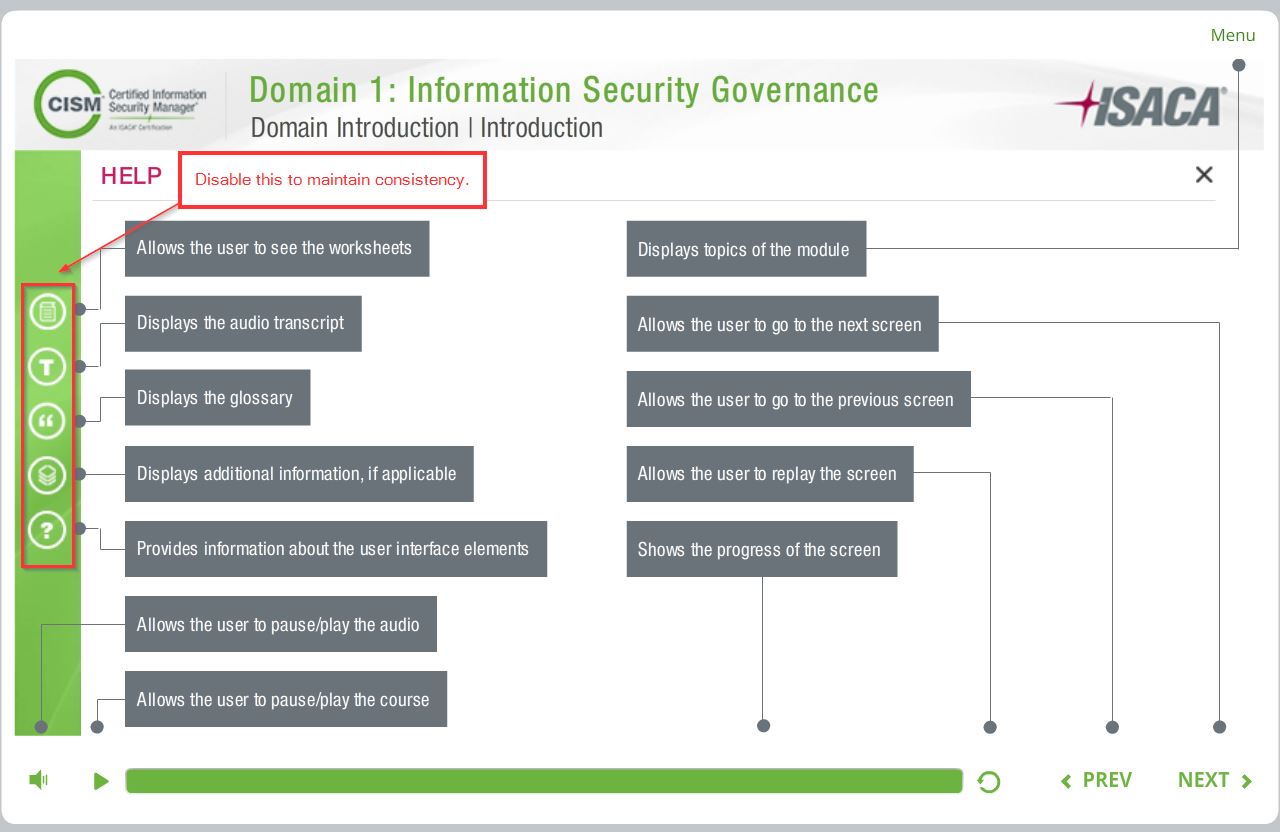 Menu
CISM
Certified Information
Security Manager®
An ISACA® Certification
Domain 1: Information Security Governance
Domain Introduction | Introduction
ISACA®
HELP
Disable this to maintain consistency.
Allows the user to see the worksheets
Displays the audio transcript
Displays the glossary
Displays additional information, if applicable
Provides information about the user interface elements
Allows the user to pause/play the audio
Allows the user to pause/play the course
Displays topics of the module
Allows the user to go to the next screen
Allows the user to go to the previous screen
Allows the user to replay the screen
Shows the progress of the screen
T
“
?
PREV
NEXT